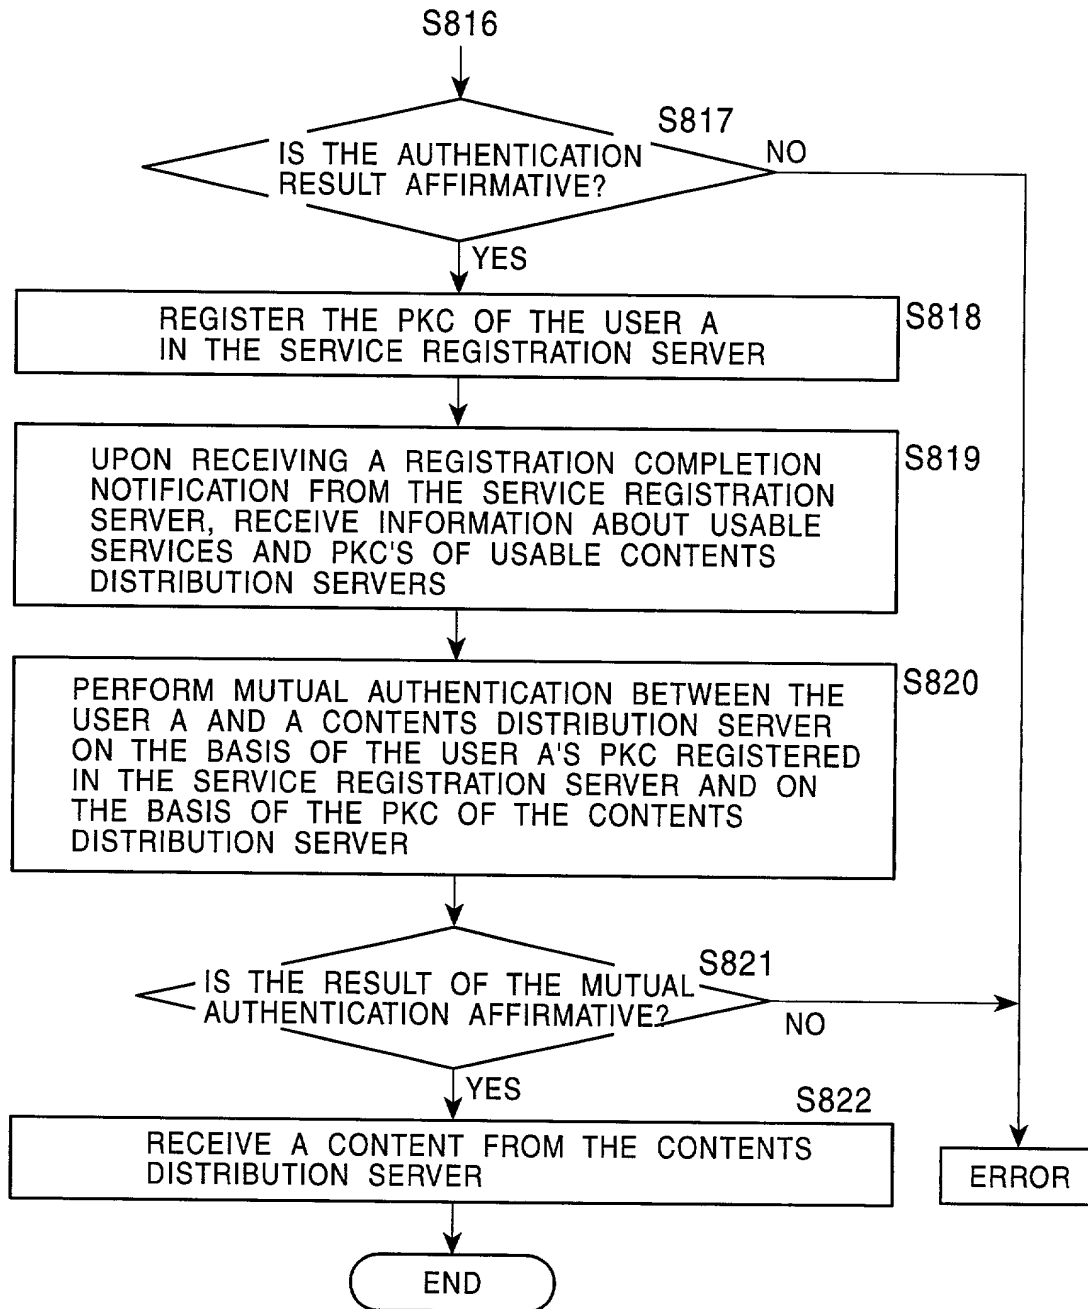 S816
S817
IS THE AUTHENTICATION
RESULT AFFIRMATIVE?
NO
YES
REGISTER THE PKC OF THE USER A
IN THE SERVICE REGISTRATION SERVER
S818
UPON RECEIVING A REGISTRATION COMPLETION
NOTIFICATION FROM THE SERVICE REGISTRATION
SERVER, RECEIVE INFORMATION ABOUT USABLE
SERVICES AND PKC'S OF USABLE CONTENTS
DISTRIBUTION SERVERS
S819
PERFORM MUTUAL AUTHENTICATION BETWEEN THE
USER A AND A CONTENTS DISTRIBUTION SERVER
ON THE BASIS OF THE USER A'S PKC REGISTERED
IN THE SERVICE REGISTRATION SERVER AND ON
THE BASIS OF THE PKC OF THE CONTENTS
DISTRIBUTION SERVER
S820
S821
IS THE RESULT OF THE MUTUAL
AUTHENTICATION AFFIRMATIVE?
NO
YES
S822
RECEIVE A CONTENT FROM THE CONTENTS
DISTRIBUTION SERVER
ERROR
END